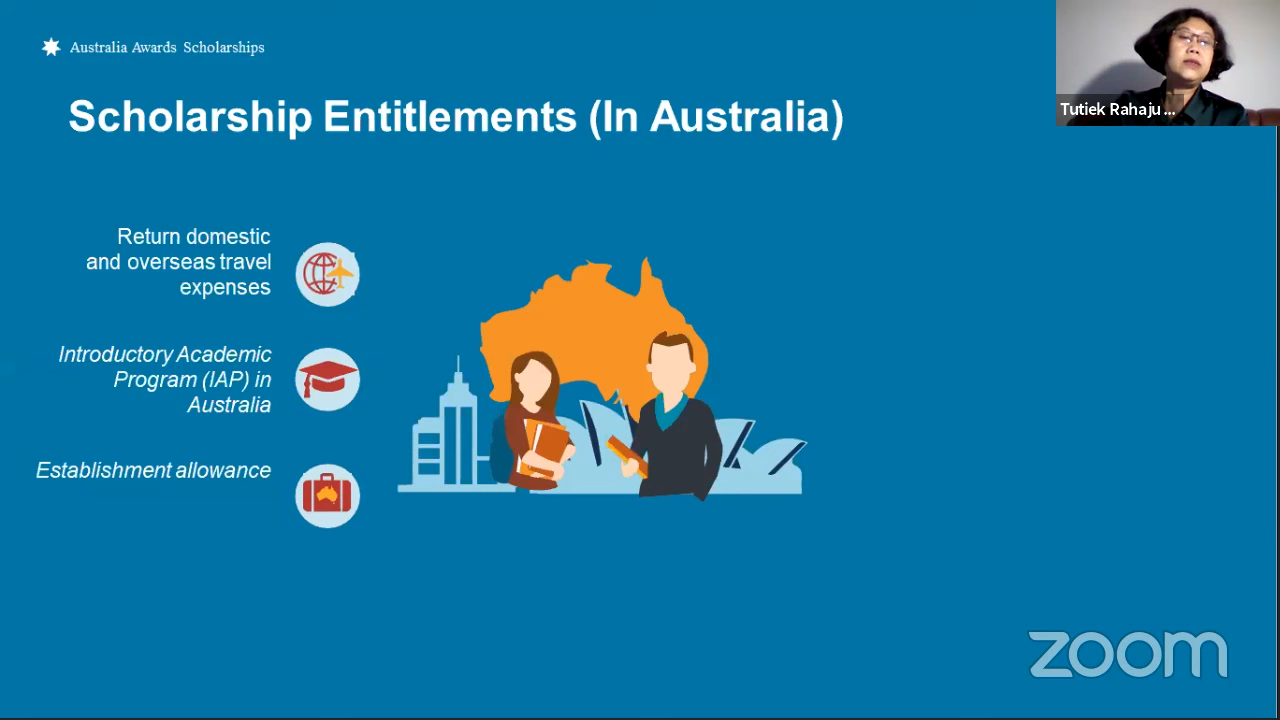 Australia Awards Scholarships
Scholarship Entitlements (In Australia)
Tutiek Rahaju ...
Return domestic
and overseas travel
expenses
Introductory Academic
Program (IAP) in
Australia
Establishment allowance
zoom